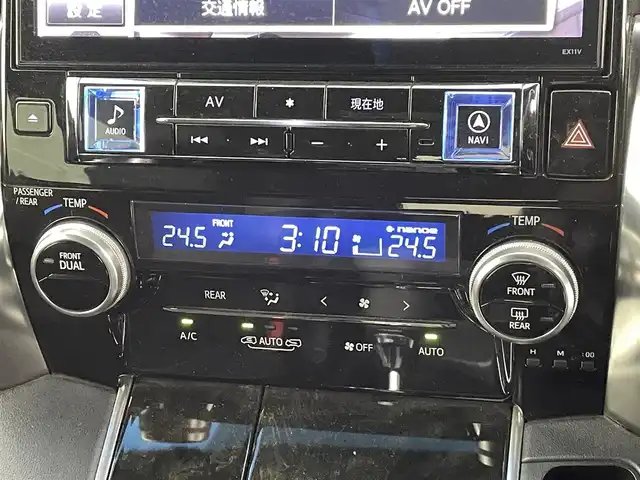 設定
交通情報
AV OFF
EX11V
AV
✱
現在地
AUDIO
NAVI
− +
PASSENGER
/REAR
TEMP
TEMP
FRONT
DUAL
FRONT
24.5
3:10
nanoe
24.5
FRONT
REAR
REAR
A/C
AUTO
OFF
AUTO
H M :00